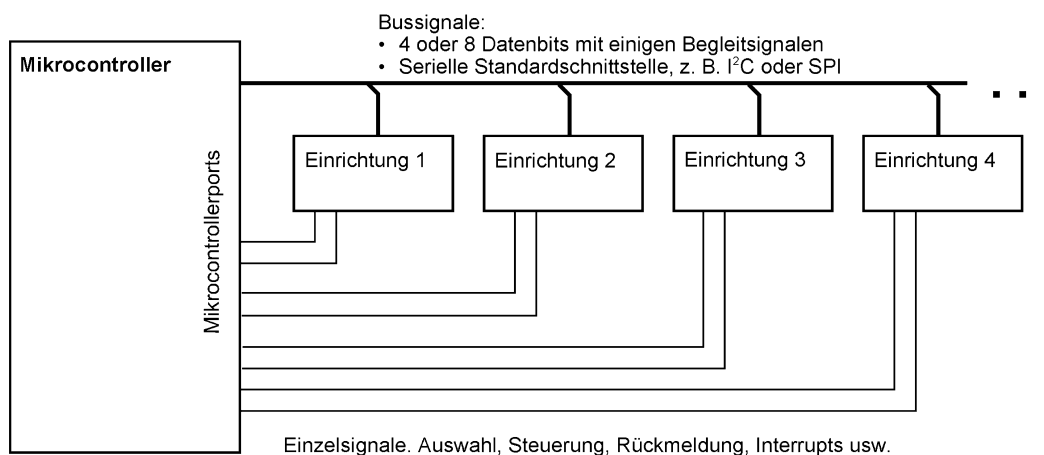 Bussignale:
• 4 oder 8 Datenbits mit einigen Begleitsignalen
• Serielle Standardschnittstelle, z. B. I²C oder SPI
Mikrocontroller
Einrichtung 1
Einrichtung 2
Einrichtung 3
Einrichtung 4
Mikrocontrollerports
Einzelsignale. Auswahl, Steuerung, Rückmeldung, Interrupts usw.